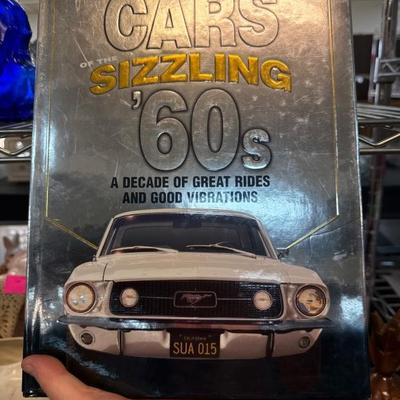 CARS
OF THE
SIZZLING
'60s
A DECADE OF GREAT RIDES
AND GOOD VIBRATIONS
SUA 015